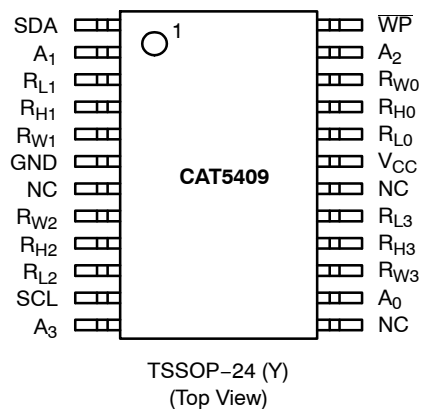 SDA 1 W̅P̅
A1 A2
RL1 RW0
RH1 RH0
RW1 RL0
GND VCC
NC CAT5409 NC
RW2 RL3
RH2 RH3
RL2 RW3
SCL A0
A3 NC
TSSOP−24 (Y)
(Top View)